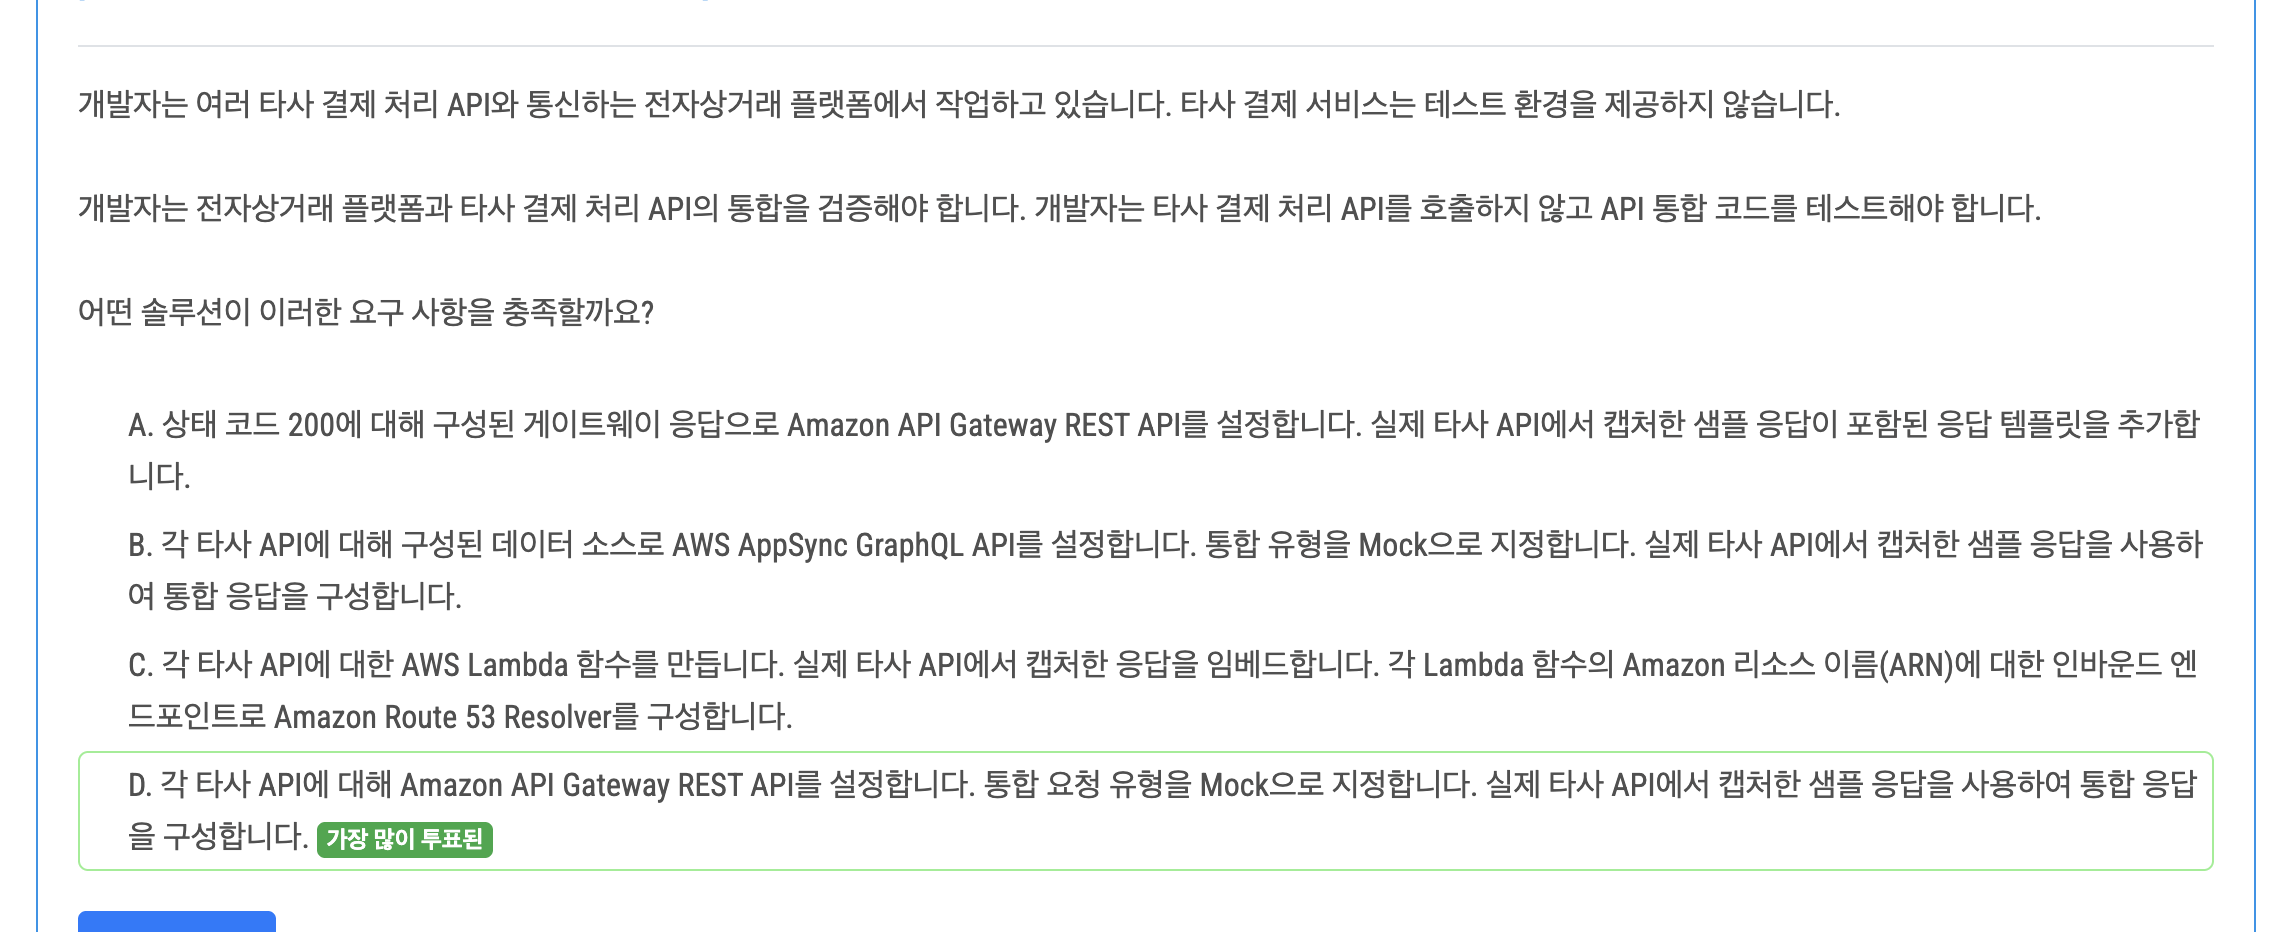 개발자는 여러 타사 결제 처리 API와 통신하는 전자상거래 플랫폼에서 작업하고 있습니다. 타사 결제 서비스는 테스트 환경을 제공하지 않습니다.
개발자는 전자상거래 플랫폼과 타사 결제 처리 API의 통합을 검증해야 합니다. 개발자는 타사 결제 처리 API를 호출하지 않고 API 통합 코드를 테스트해야 합니다.
어떤 솔루션이 이러한 요구 사항을 충족할까요?
A. 상태 코드 200에 대해 구성된 게이트웨이 응답으로 Amazon API Gateway REST API를 설정합니다. 실제 타사 API에서 캡처한 샘플 응답이 포함된 응답 템플릿을 추가합
니다.
B. 각 타사 API에 대해 구성된 데이터 소스로 AWS AppSync GraphQL API를 설정합니다. 통합 유형을 Mock으로 지정합니다. 실제 타사 API에서 캡처한 샘플 응답을 사용하
여 통합 응답을 구성합니다.
C. 각 타사 API에 대한 AWS Lambda 함수를 만듭니다. 실제 타사 API에서 캡처한 응답을 임베드합니다. 각 Lambda 함수의 Amazon 리소스 이름(ARN)에 대한 인바운드 엔
드포인트로 Amazon Route 53 Resolver를 구성합니다.
D. 각 타사 API에 대해 Amazon API Gateway REST API를 설정합니다. 통합 요청 유형을 Mock으로 지정합니다. 실제 타사 API에서 캡처한 샘플 응답을 사용하여 통합 응답
을 구성합니다. 가장 많이 투표된